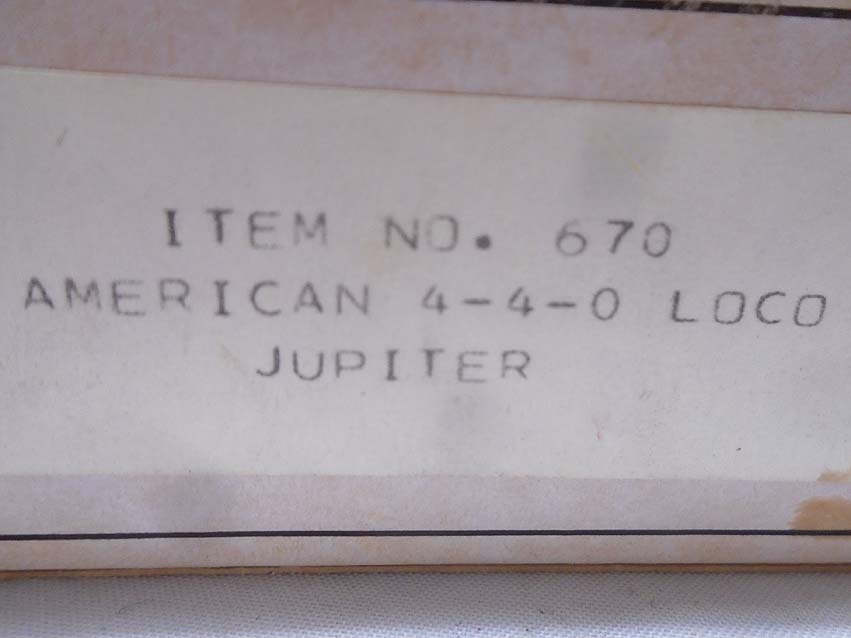 ITEM NO. 670
AMERICAN 4-4-0 LOCO
JUPITER